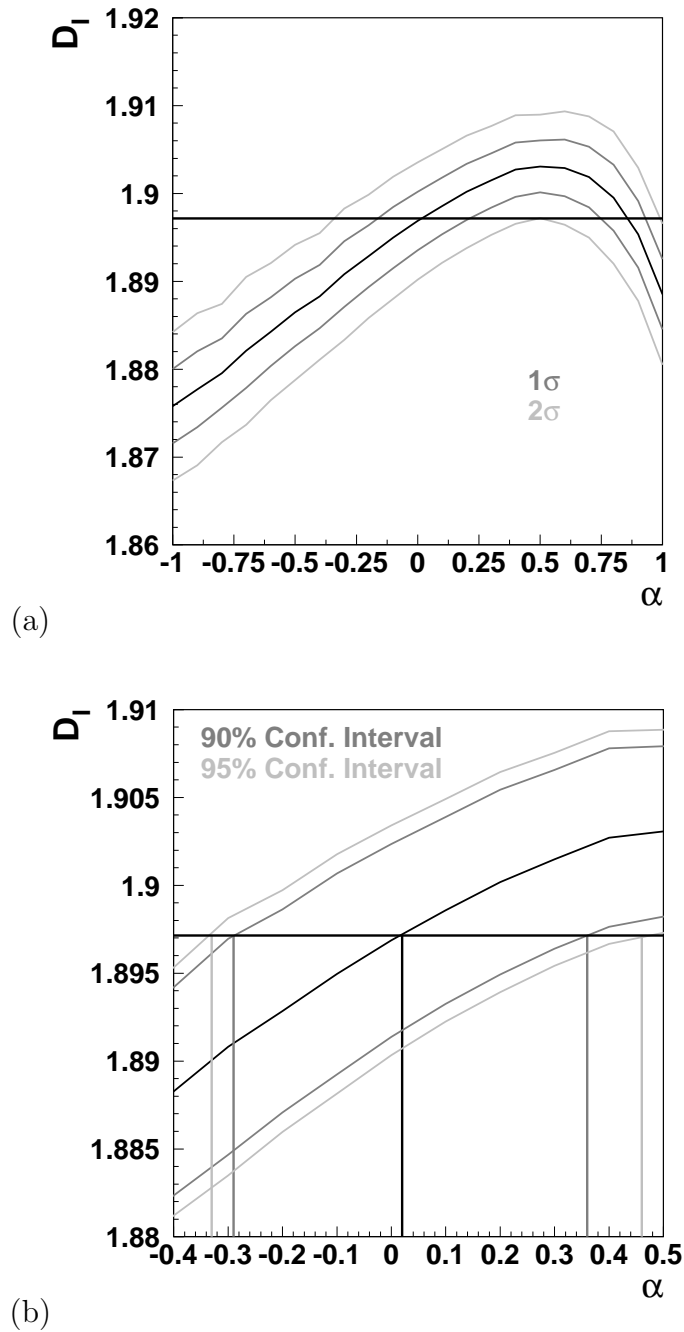 D_I
1.92
1.91
1.9
1.89
1.88
1.87
1.86
-1 -0.75 -0.5 -0.25 0 0.25 0.5 0.75 1
α
1σ
2σ
(a)
D_I
1.91
1.905
1.9
1.895
1.89
1.885
1.88
-0.4 -0.3 -0.2 -0.1 0 0.1 0.2 0.3 0.4 0.5
α
90% Conf. Interval
95% Conf. Interval
(b)